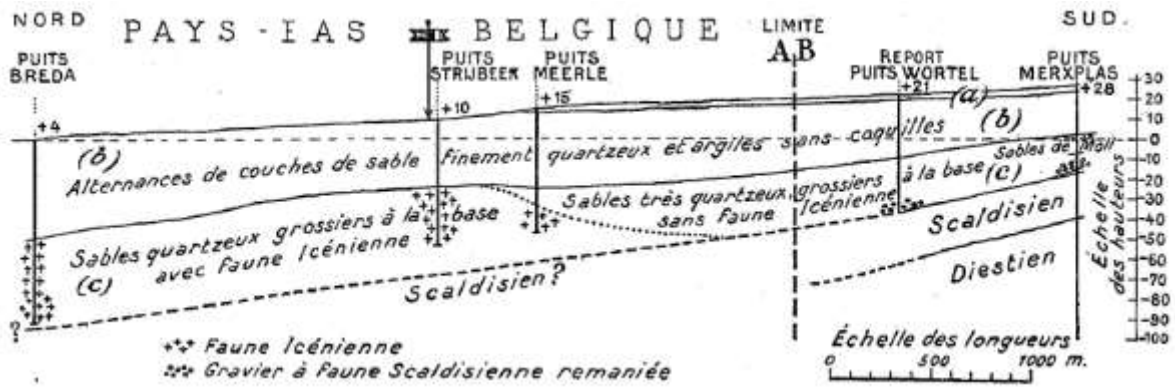 NORD
PAYS-IAS
BELGIQUE
LIMITE
A B
SUD.
PUITS
BREDA
PUITS
STRIJBEEK
PUITS
MEERLE
REPORT
PUITS WORTEL
PUITS
MERXPLAS
+4
+10
+15
+21
+28
(a)
(b)
Alternances de couches de sable finement quartzeux et argiles sans coquilles
(b)
Sables de Moll
Sables quartzeux grossiers à la base
avec Faune Icénienne
(c)
Sables très quartzeux, grossiers à la base (c)
sans Faune Icénienne
Scaldisien?
Scaldisien
Diestien
?
+30
20
10
0
-10
-20
-30
-40
-50
-60
-70
-80
-90
-100
Échelle
des hauteurs
Faune Icénienne
Gravier à Faune Scaldisienne remaniée
Échelle des longueurs
0 500 1000 m.